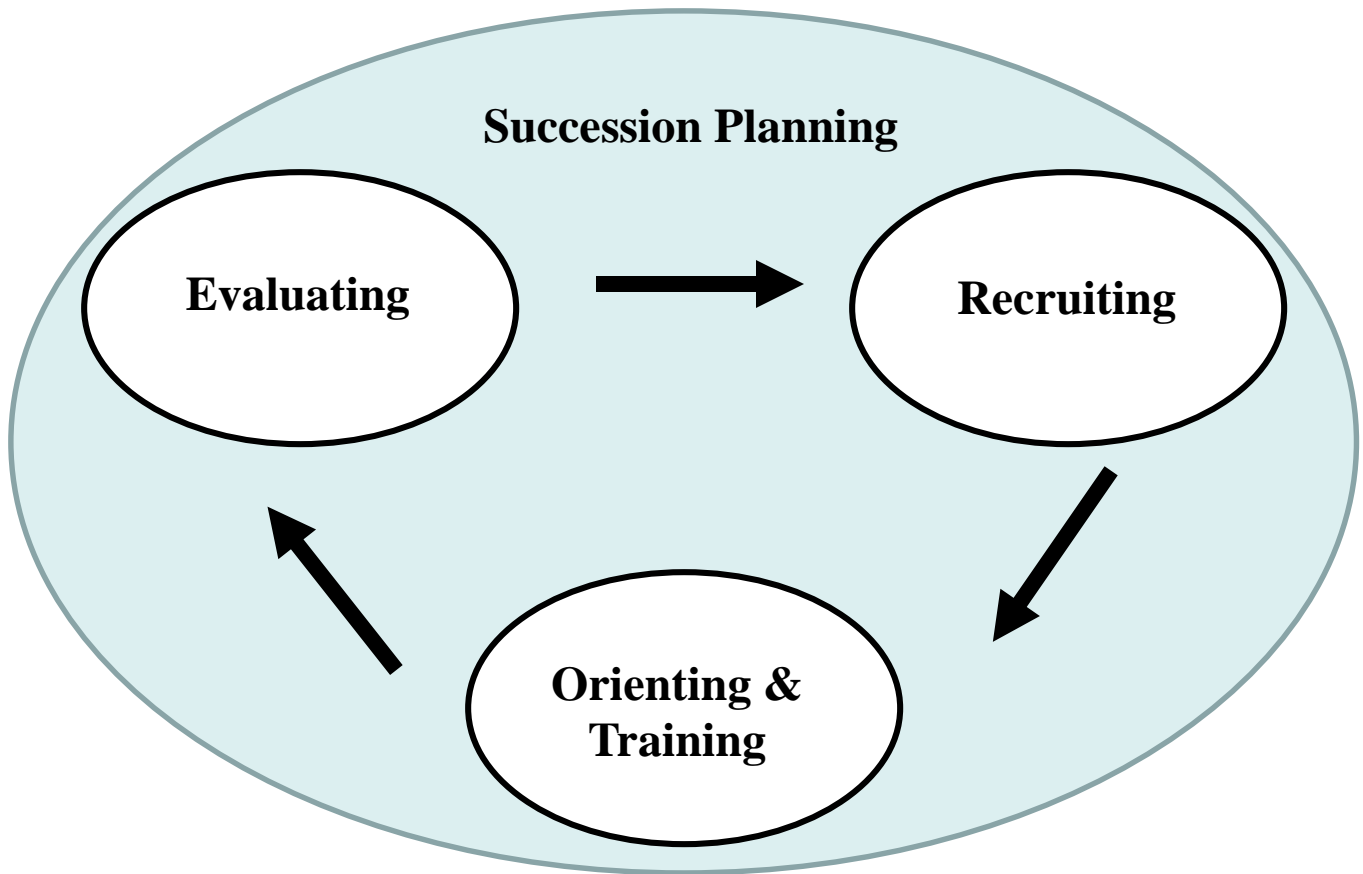 Succession Planning
Evaluating
Recruiting
Orienting &
Training